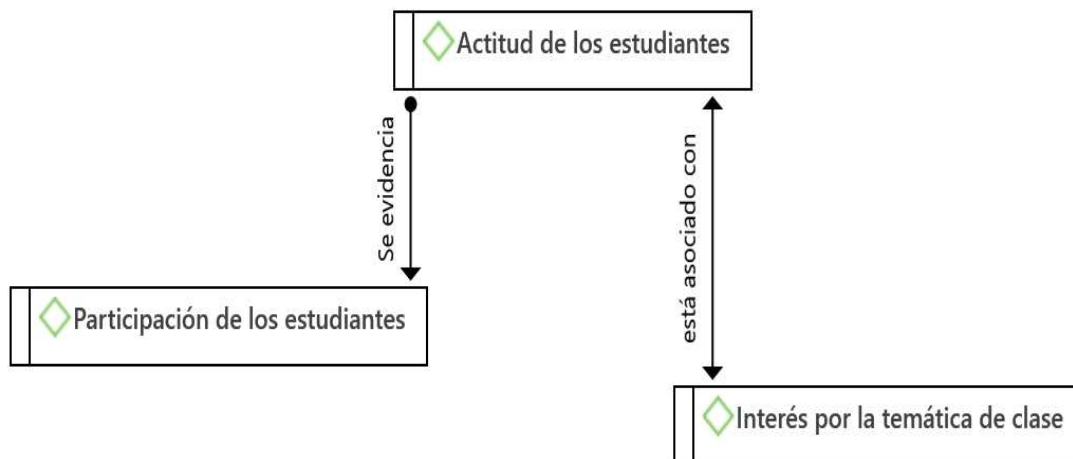 Actitud de los estudiantes
Se evidencia
está asociado con
Participación de los estudiantes
Interés por la temática de clase